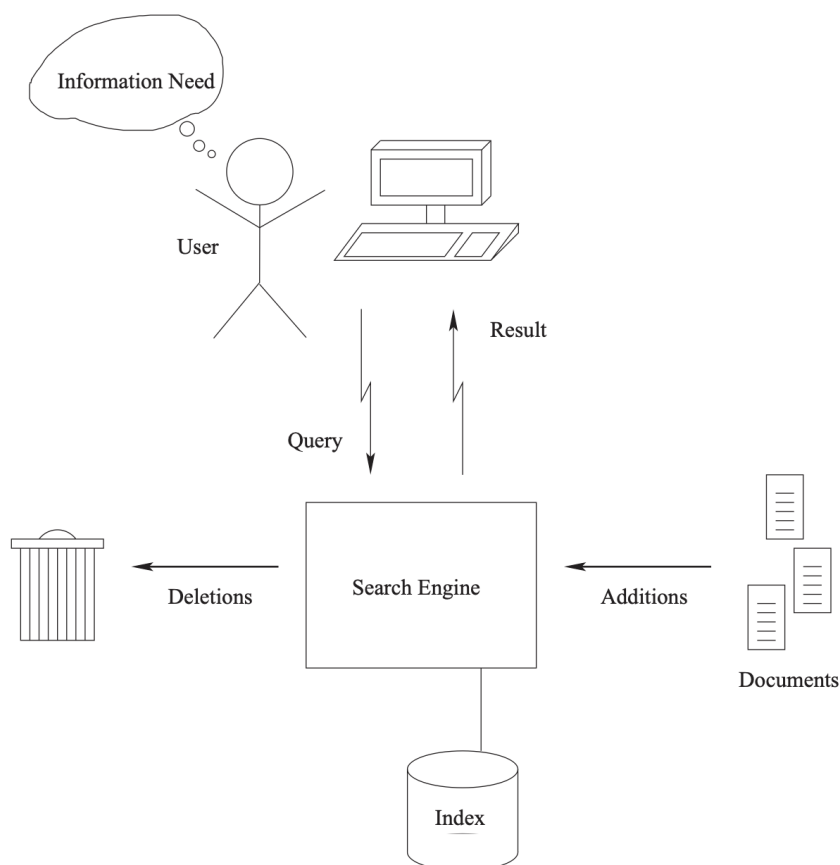 Information Need
User
Result
Query
Deletions
Search Engine
Additions
Documents
Index